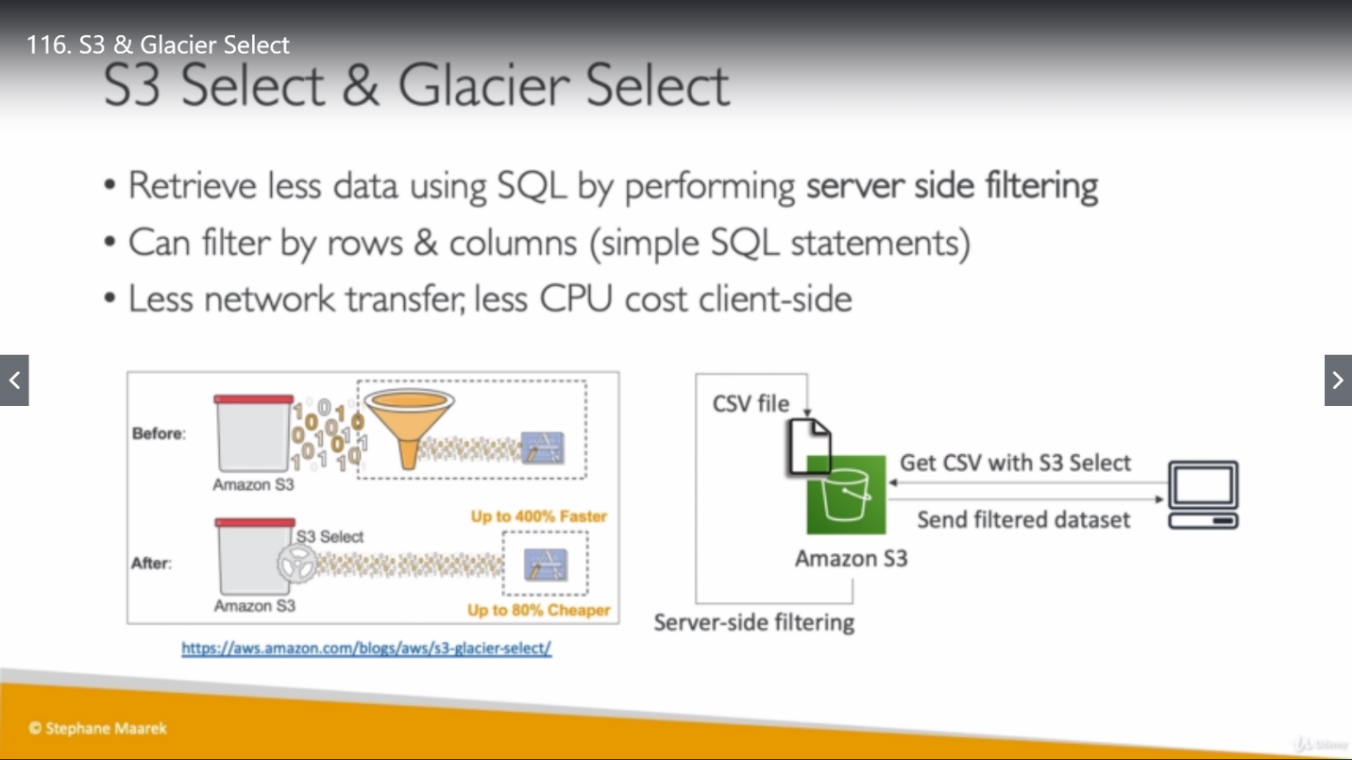 116. S3 & Glacier Select
S3 Select & Glacier Select
• Retrieve less data using SQL by performing server side filtering
• Can filter by rows & columns (simple SQL statements)
• Less network transfer, less CPU cost client-side
Before:
Amazon S3
Up to 400% Faster
S3 Select
After:
Amazon S3
Up to 80% Cheaper
https://aws.amazon.com/blogs/aws/s3-glacier-select/
CSV file
Get CSV with S3 Select
Send filtered dataset
Amazon S3
Server-side filtering
© Stephane Maarek
Udemy